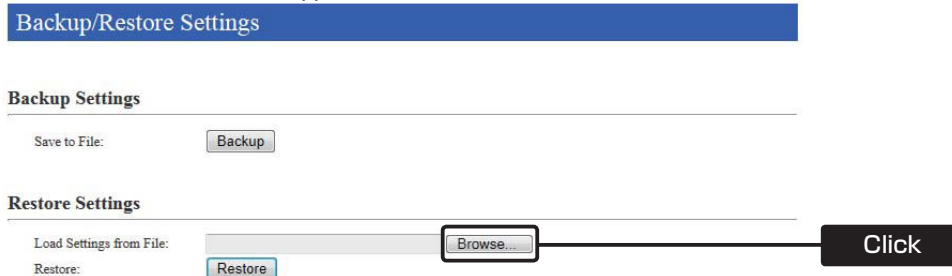 Backup/Restore Settings
Backup Settings
Save to File: Backup
Restore Settings
Load Settings from File: Browse... Click
Restore: Restore